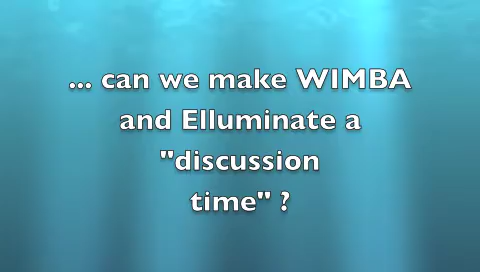 ... can we make WIMBA
and Elluminate a
"discussion
time" ?